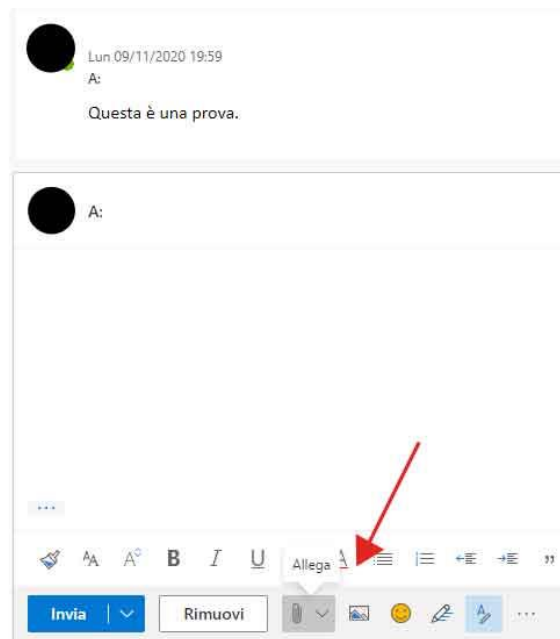 Lun 09/11/2020 19:59
A:
Questa è una prova.
A:
...
Allega
Invia
Rimuovi
...